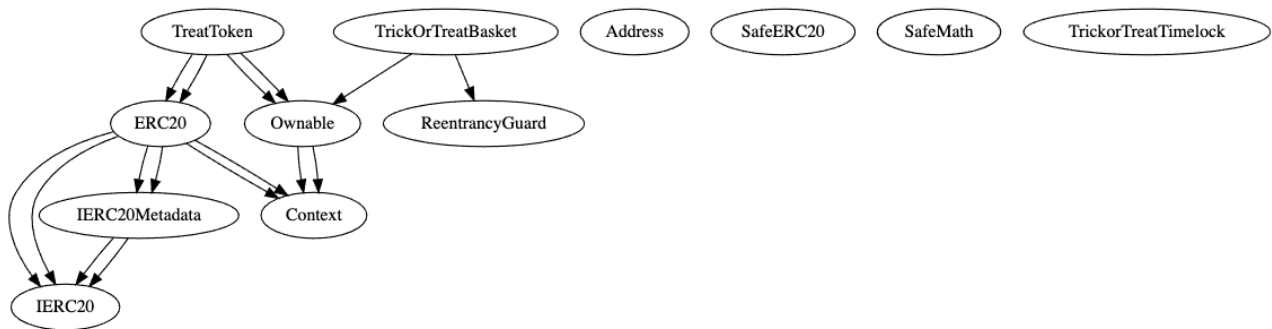 TreatToken
TrickOrTreatBasket
Address
SafeERC20
SafeMath
TrickorTreatTimelock
ERC20
Ownable
ReentrancyGuard
IERC20Metadata
Context
IERC20